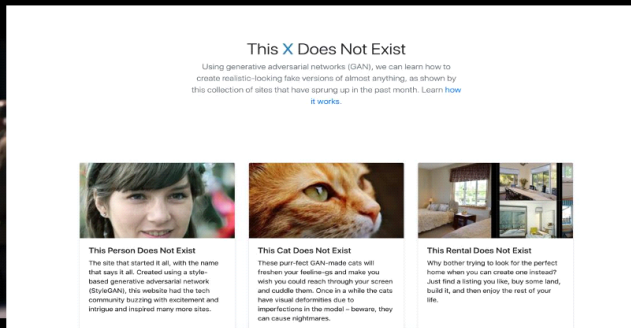 This X Does Not Exist
Using generative adversarial networks (GAN), we can learn how to
create realistic-looking fake versions of almost anything, as shown by
this collection of sites that have sprung up in the past month. Learn how
it works.
This Person Does Not Exist
The site that started it all, with the name
that says it all. Created using a style-
based generative adversarial network
(StyleGAN), this website had the tech
community buzzing with excitement and
intrigue and inspired many more sites.
This Cat Does Not Exist
These purr-fect GAN-made cats will
freshen your feeline-gs and make you
wish you could reach through your screen
and cuddle them. Once in a while the cats
have visual deformities due to
imperfections in the model – beware, they
can cause nightmares.
This Rental Does Not Exist
Why bother trying to look for the perfect
home when you can create one instead?
Just find a listing you like, buy some land,
build it, and then enjoy the rest of your
life.